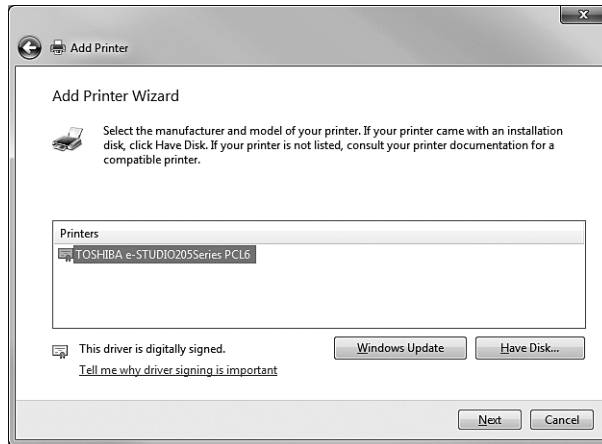 Add Printer
Add Printer Wizard
Select the manufacturer and model of your printer. If your printer came with an installation
disk, click Have Disk. If your printer is not listed, consult your printer documentation for a
compatible printer.
Printers
TOSHIBA e-STUDIO205Series PCL6
This driver is digitally signed.
Windows Update
Have Disk...
Tell me why driver signing is important
Next
Cancel